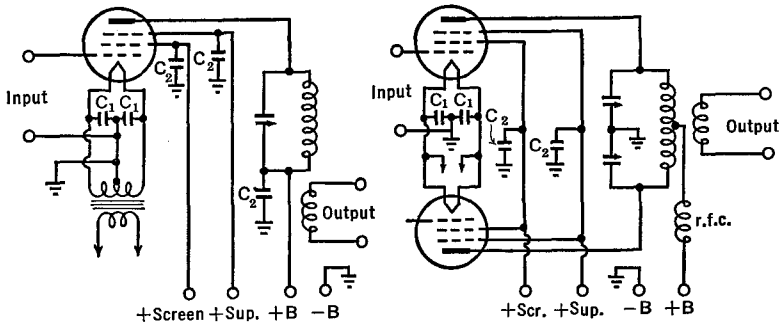 Input
C1 C1
C2
C2
C2
Output
+Screen +Sup. +B -B
Input
C1 C1
C2
C2
Output
r.f.c.
+Scr. +Sup. -B +B